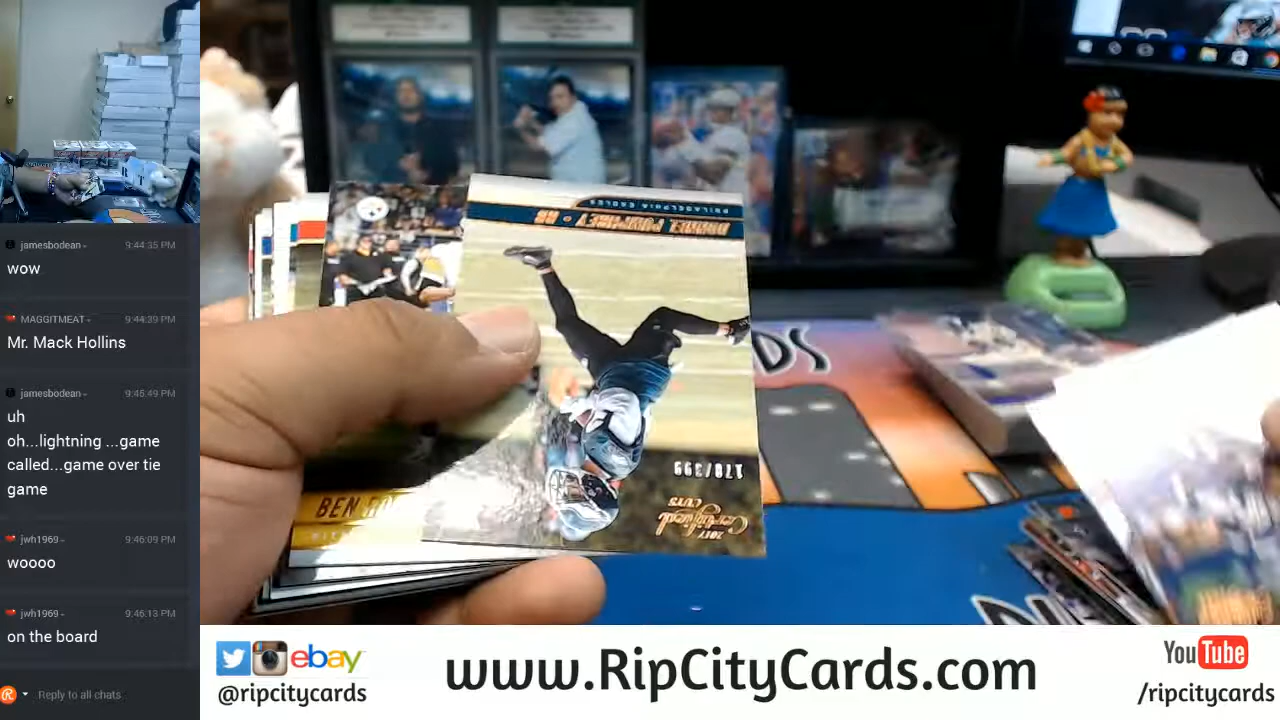 jamesbodean
9:44:35 PM
wow
MAGGITMEAT
9:44:39 PM
Mr. Mack Hollins
jamesbodean
9:45:49 PM
uh
oh...lightning ...game
called...game over tie
game
jwh1969
9:46:09 PM
woooo
jwh1969
9:46:13 PM
on the board
Reply to all chats
PHILADELPHIA EAGLES
DONNEL PUMPHREY • RB
178/399
2017
Certified
CUTS
BEN
DS
ebay
@ripcitycards
www.RipCityCards.com
YouTube
/ripcitycards